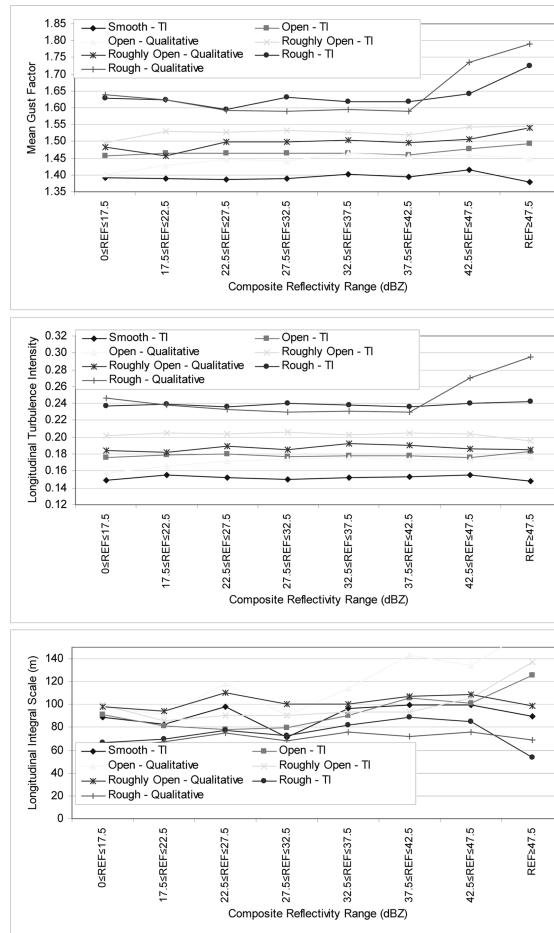 1.85
1.80
1.75
1.70
1.65
1.60
1.55
1.50
1.45
1.40
1.35
Mean Gust Factor
Smooth - TI
Open - TI
Open - Qualitative
Roughly Open - TI
Roughly Open - Qualitative
Rough - TI
Rough - Qualitative
0≤REF≤17.5
17.5≤REF≤22.5
22.5≤REF≤27.5
27.5≤REF≤32.5
32.5≤REF≤37.5
37.5≤REF≤42.5
42.5≤REF≤47.5
REF≥47.5
Composite Reflectivity Range (dBZ)
0.32
0.28
0.24
0.20
0.16
0.12
Longitudinal Turbulence Intensity
Smooth - TI
Open - TI
Open - Qualitative
Roughly Open - TI
Roughly Open - Qualitative
Rough - TI
Rough - Qualitative
0≤REF≤17.5
17.5≤REF≤22.5
22.5≤REF≤27.5
27.5≤REF≤32.5
32.5≤REF≤37.5
37.5≤REF≤42.5
42.5≤REF≤47.5
REF≥47.5
Composite Reflectivity Range (dBZ)
140
120
100
80
60
40
20
0
Longitudinal Integral Scale (m)
Smooth - TI
Open - TI
Open - Qualitative
Roughly Open - TI
Roughly Open - Qualitative
Rough - TI
Rough - Qualitative
0≤REF≤17.5
17.5≤REF≤22.5
22.5≤REF≤27.5
27.5≤REF≤32.5
32.5≤REF≤37.5
37.5≤REF≤42.5
42.5≤REF≤47.5
REF≥47.5
Composite Reflectivity Range (dBZ)